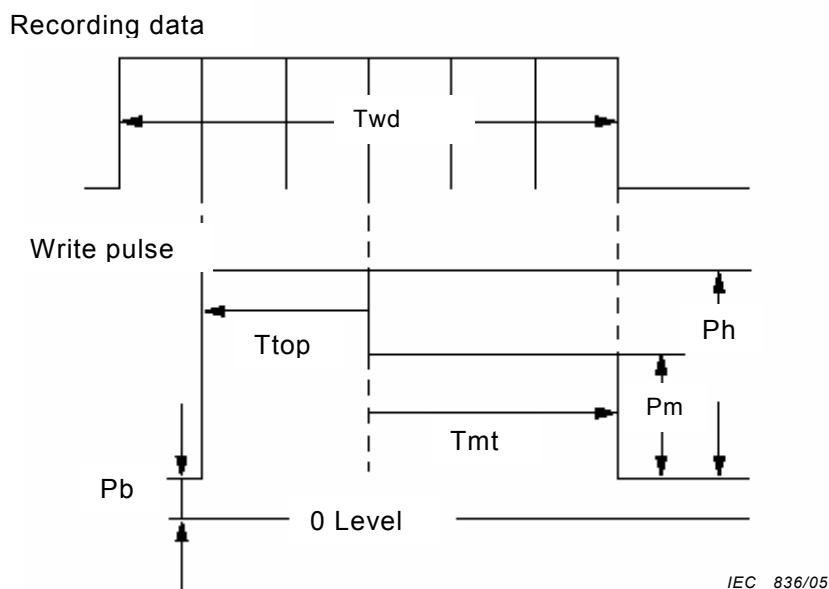 Recording data
Twd
Write pulse
Ttop
Ph
Pm
Tmt
Pb
0 Level
IEC 836/05